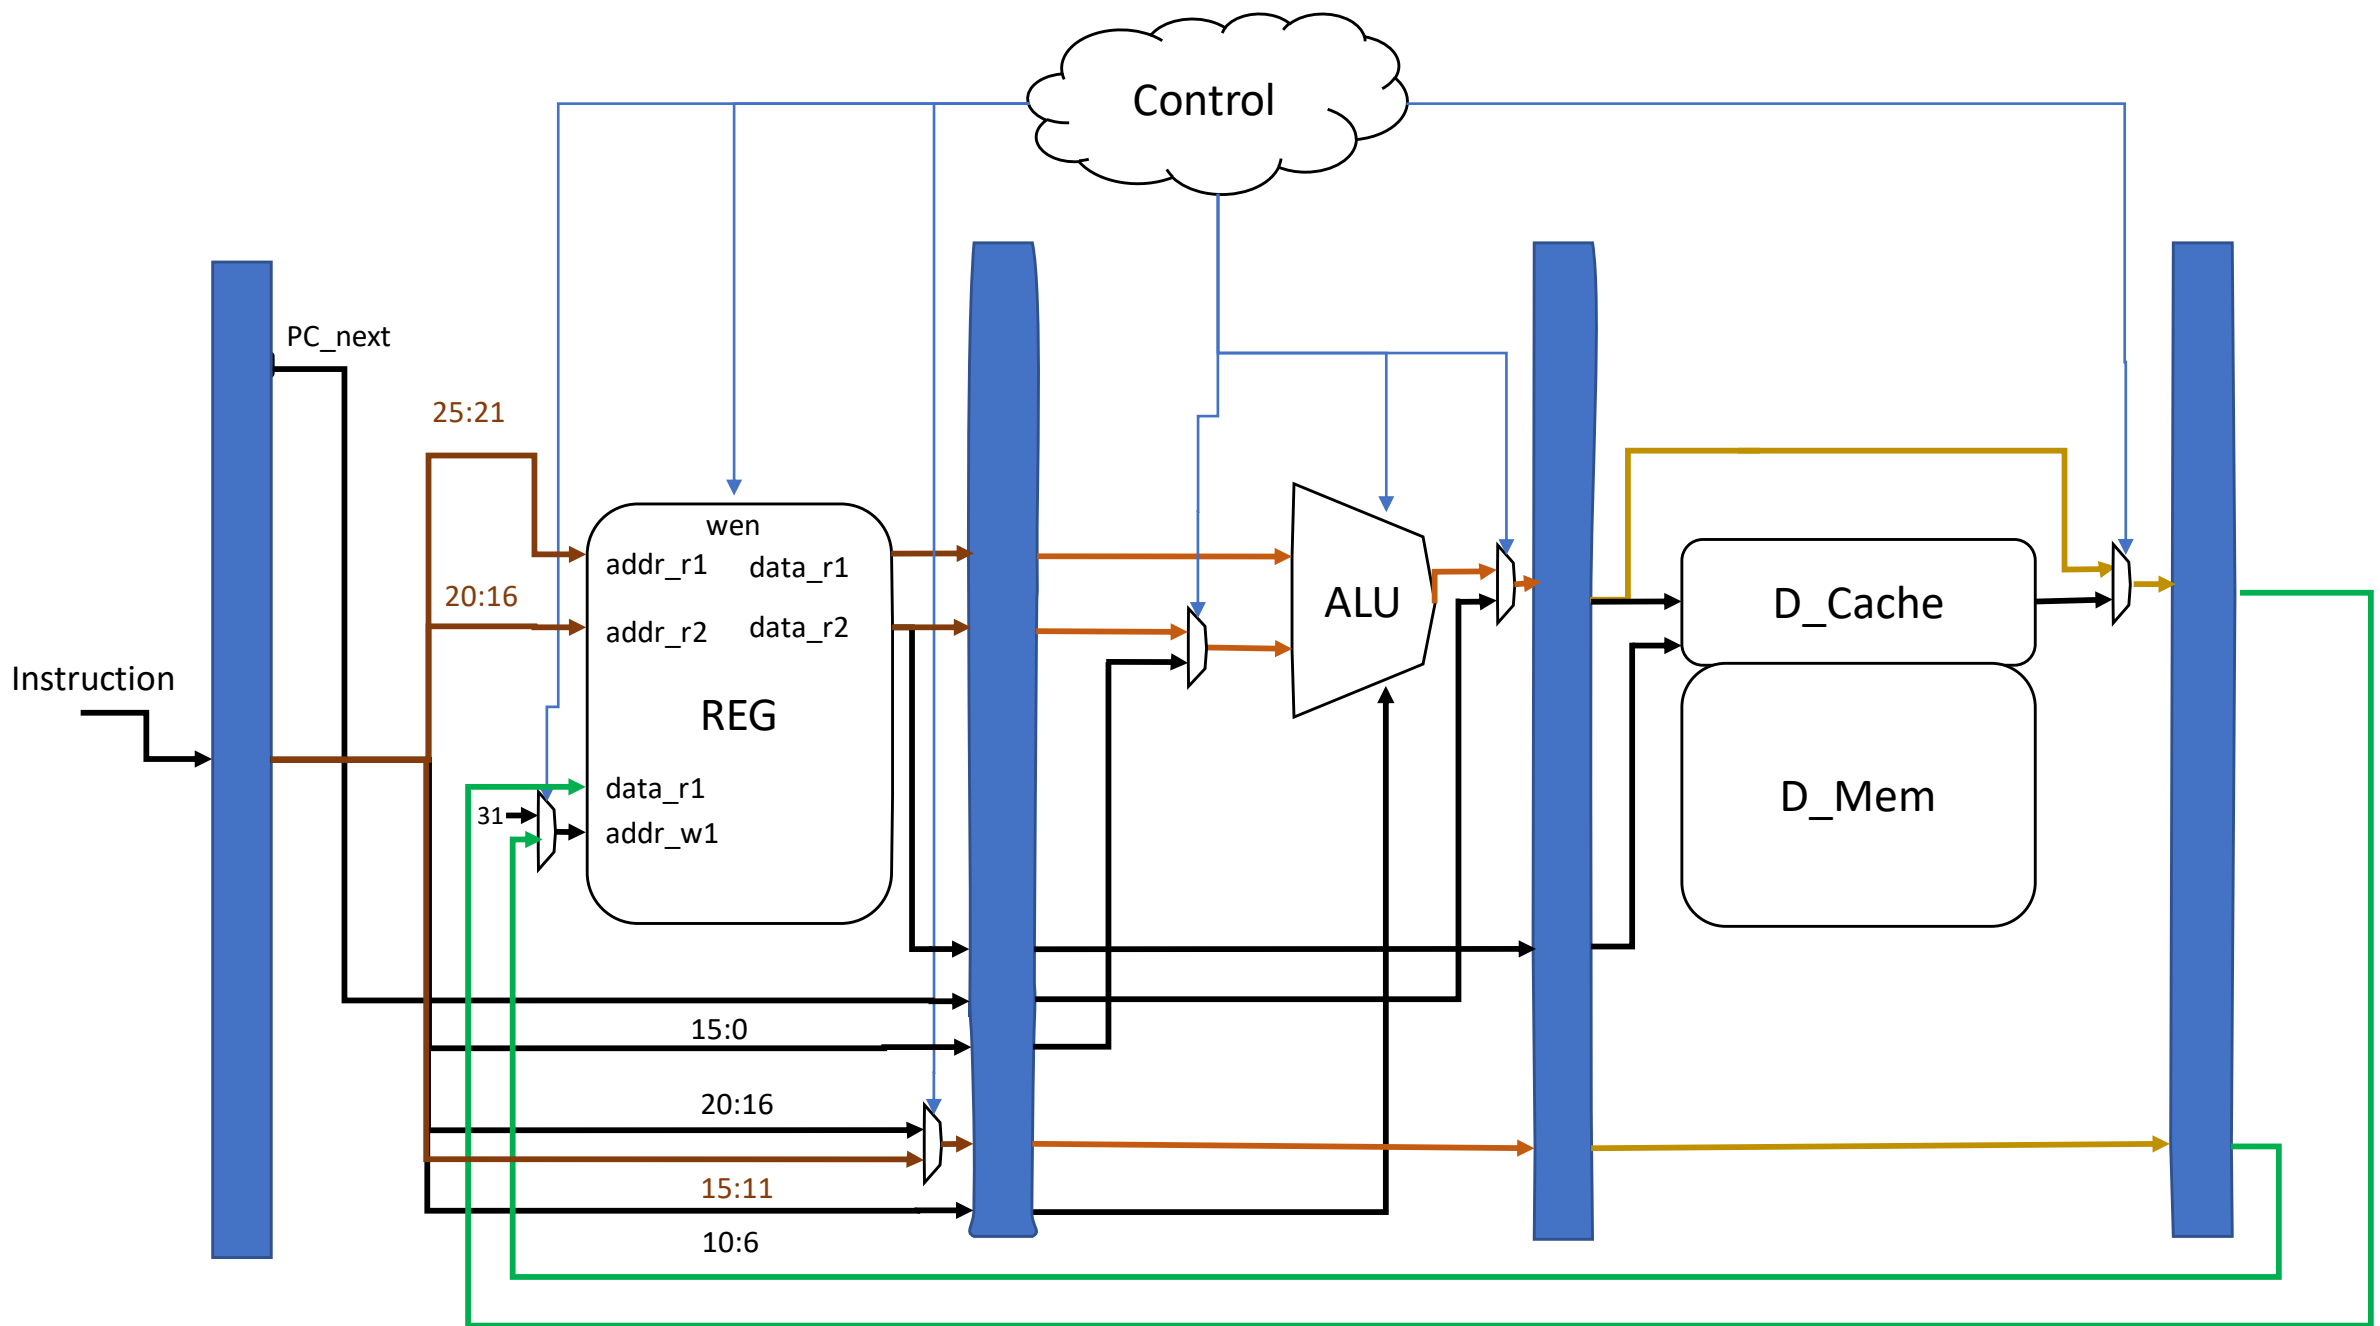 Control
PC_next
25:21
wen
addr_r1
data_r1
20:16
addr_r2
data_r2
ALU
D_Cache
Instruction
REG
data_r1
31
addr_w1
D_Mem
15:0
20:16
15:11
10:6